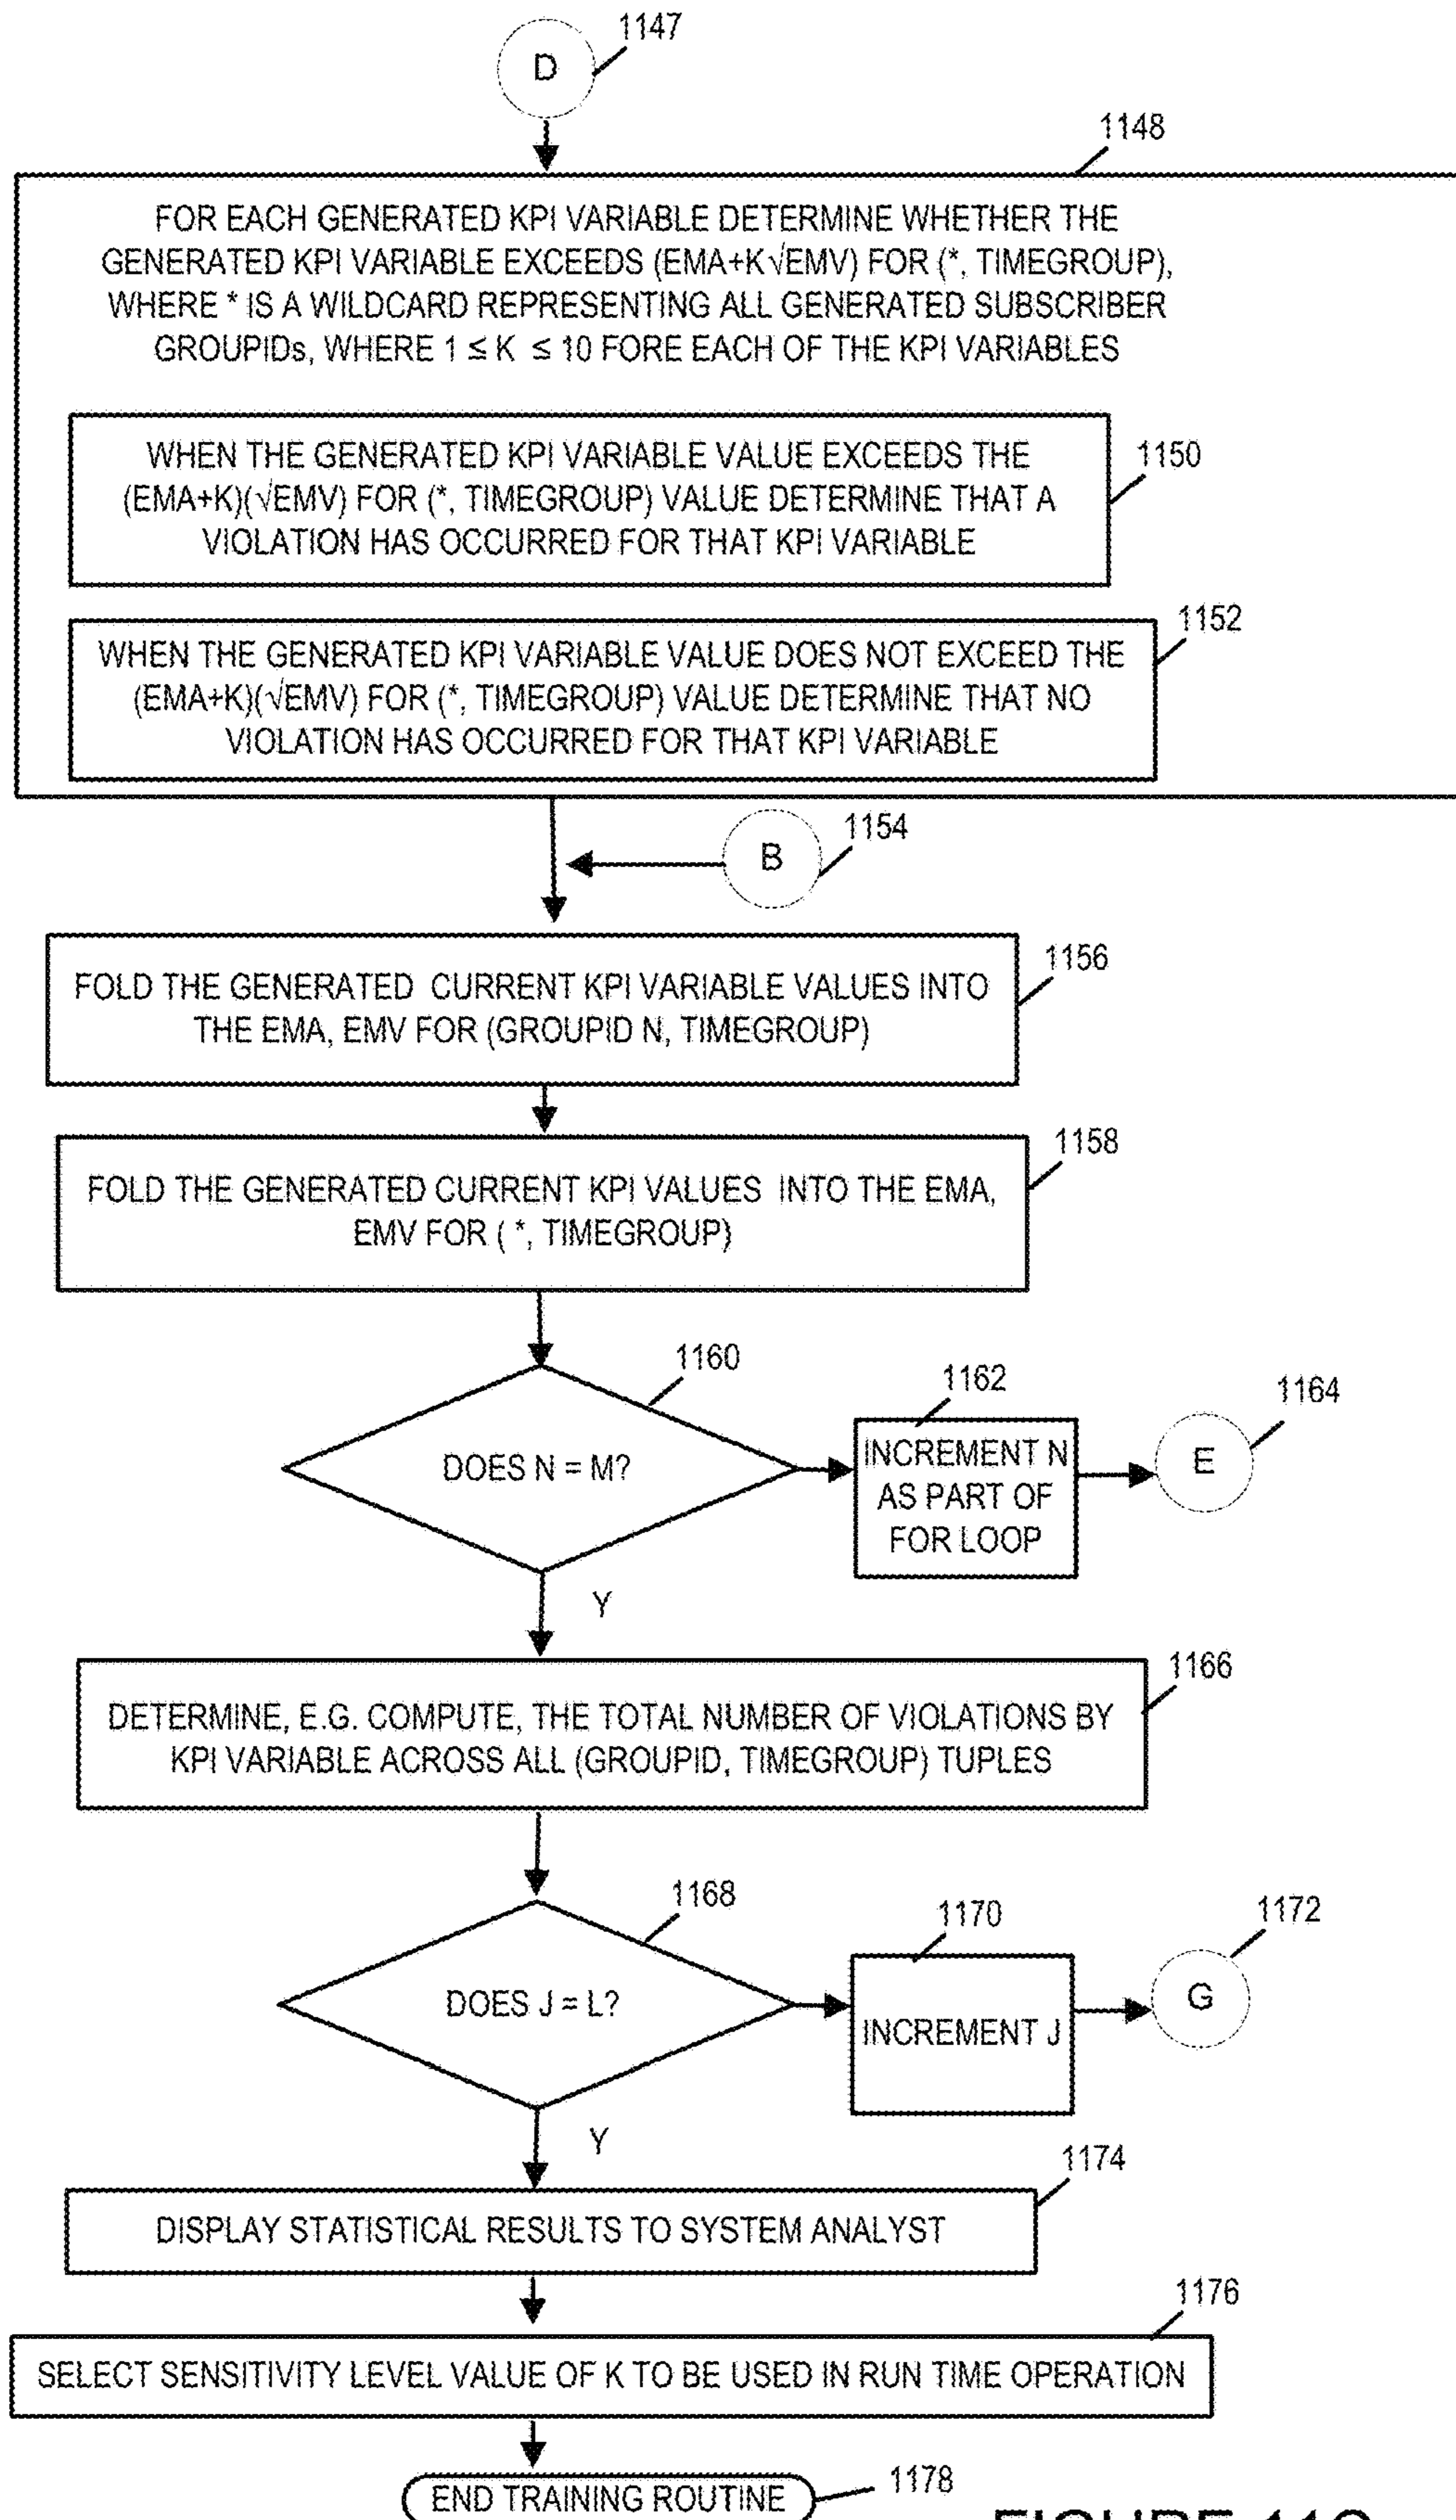 D
1147
1148
FOR EACH GENERATED KPI VARIABLE DETERMINE WHETHER THE
GENERATED KPI VARIABLE EXCEEDS (EMA+K√EMV) FOR (*, TIMEGROUP),
WHERE * IS A WILDCARD REPRESENTING ALL GENERATED SUBSCRIBER
GROUPIDs, WHERE 1 ≤ K ≤ 10 FORE EACH OF THE KPI VARIABLES
1150
WHEN THE GENERATED KPI VARIABLE VALUE EXCEEDS THE
(EMA+K)(√EMV) FOR (*, TIMEGROUP) VALUE DETERMINE THAT A
VIOLATION HAS OCCURRED FOR THAT KPI VARIABLE
1152
WHEN THE GENERATED KPI VARIABLE VALUE DOES NOT EXCEED THE
(EMA+K)(√EMV) FOR (*, TIMEGROUP) VALUE DETERMINE THAT NO
VIOLATION HAS OCCURRED FOR THAT KPI VARIABLE
B
1154
1156
FOLD THE GENERATED CURRENT KPI VARIABLE VALUES INTO
THE EMA, EMV FOR (GROUPID N, TIMEGROUP)
1158
FOLD THE GENERATED CURRENT KPI VALUES INTO THE EMA,
EMV FOR ( *, TIMEGROUP)
1160
DOES N = M?
1162
INCREMENT N
AS PART OF
FOR LOOP
1164
E
Y
1166
DETERMINE, E.G. COMPUTE, THE TOTAL NUMBER OF VIOLATIONS BY
KPI VARIABLE ACROSS ALL (GROUPID, TIMEGROUP) TUPLES
1168
DOES J = L?
1170
INCREMENT J
1172
G
Y
1174
DISPLAY STATISTICAL RESULTS TO SYSTEM ANALYST
1176
SELECT SENSITIVITY LEVEL VALUE OF K TO BE USED IN RUN TIME OPERATION
END TRAINING ROUTINE
1178